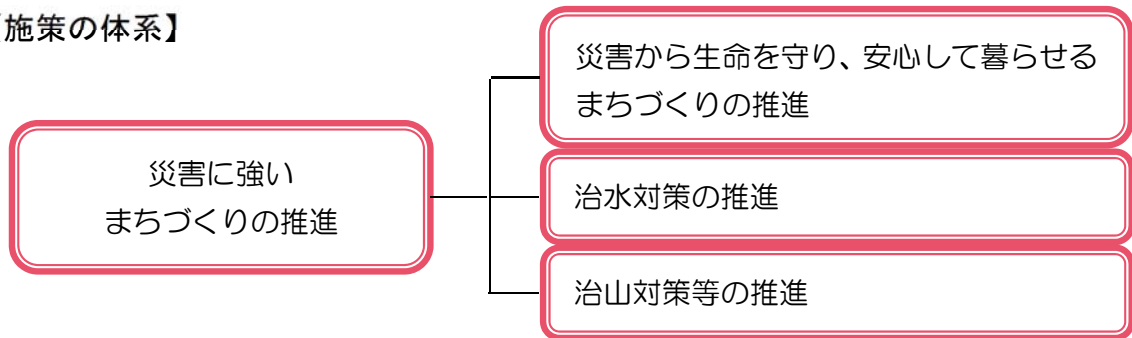 施策の体系】
災害から生命を守り、安心して暮らせる
まちづくりの推進
災害に強い
まちづくりの推進
治水対策の推進
治山対策等の推進